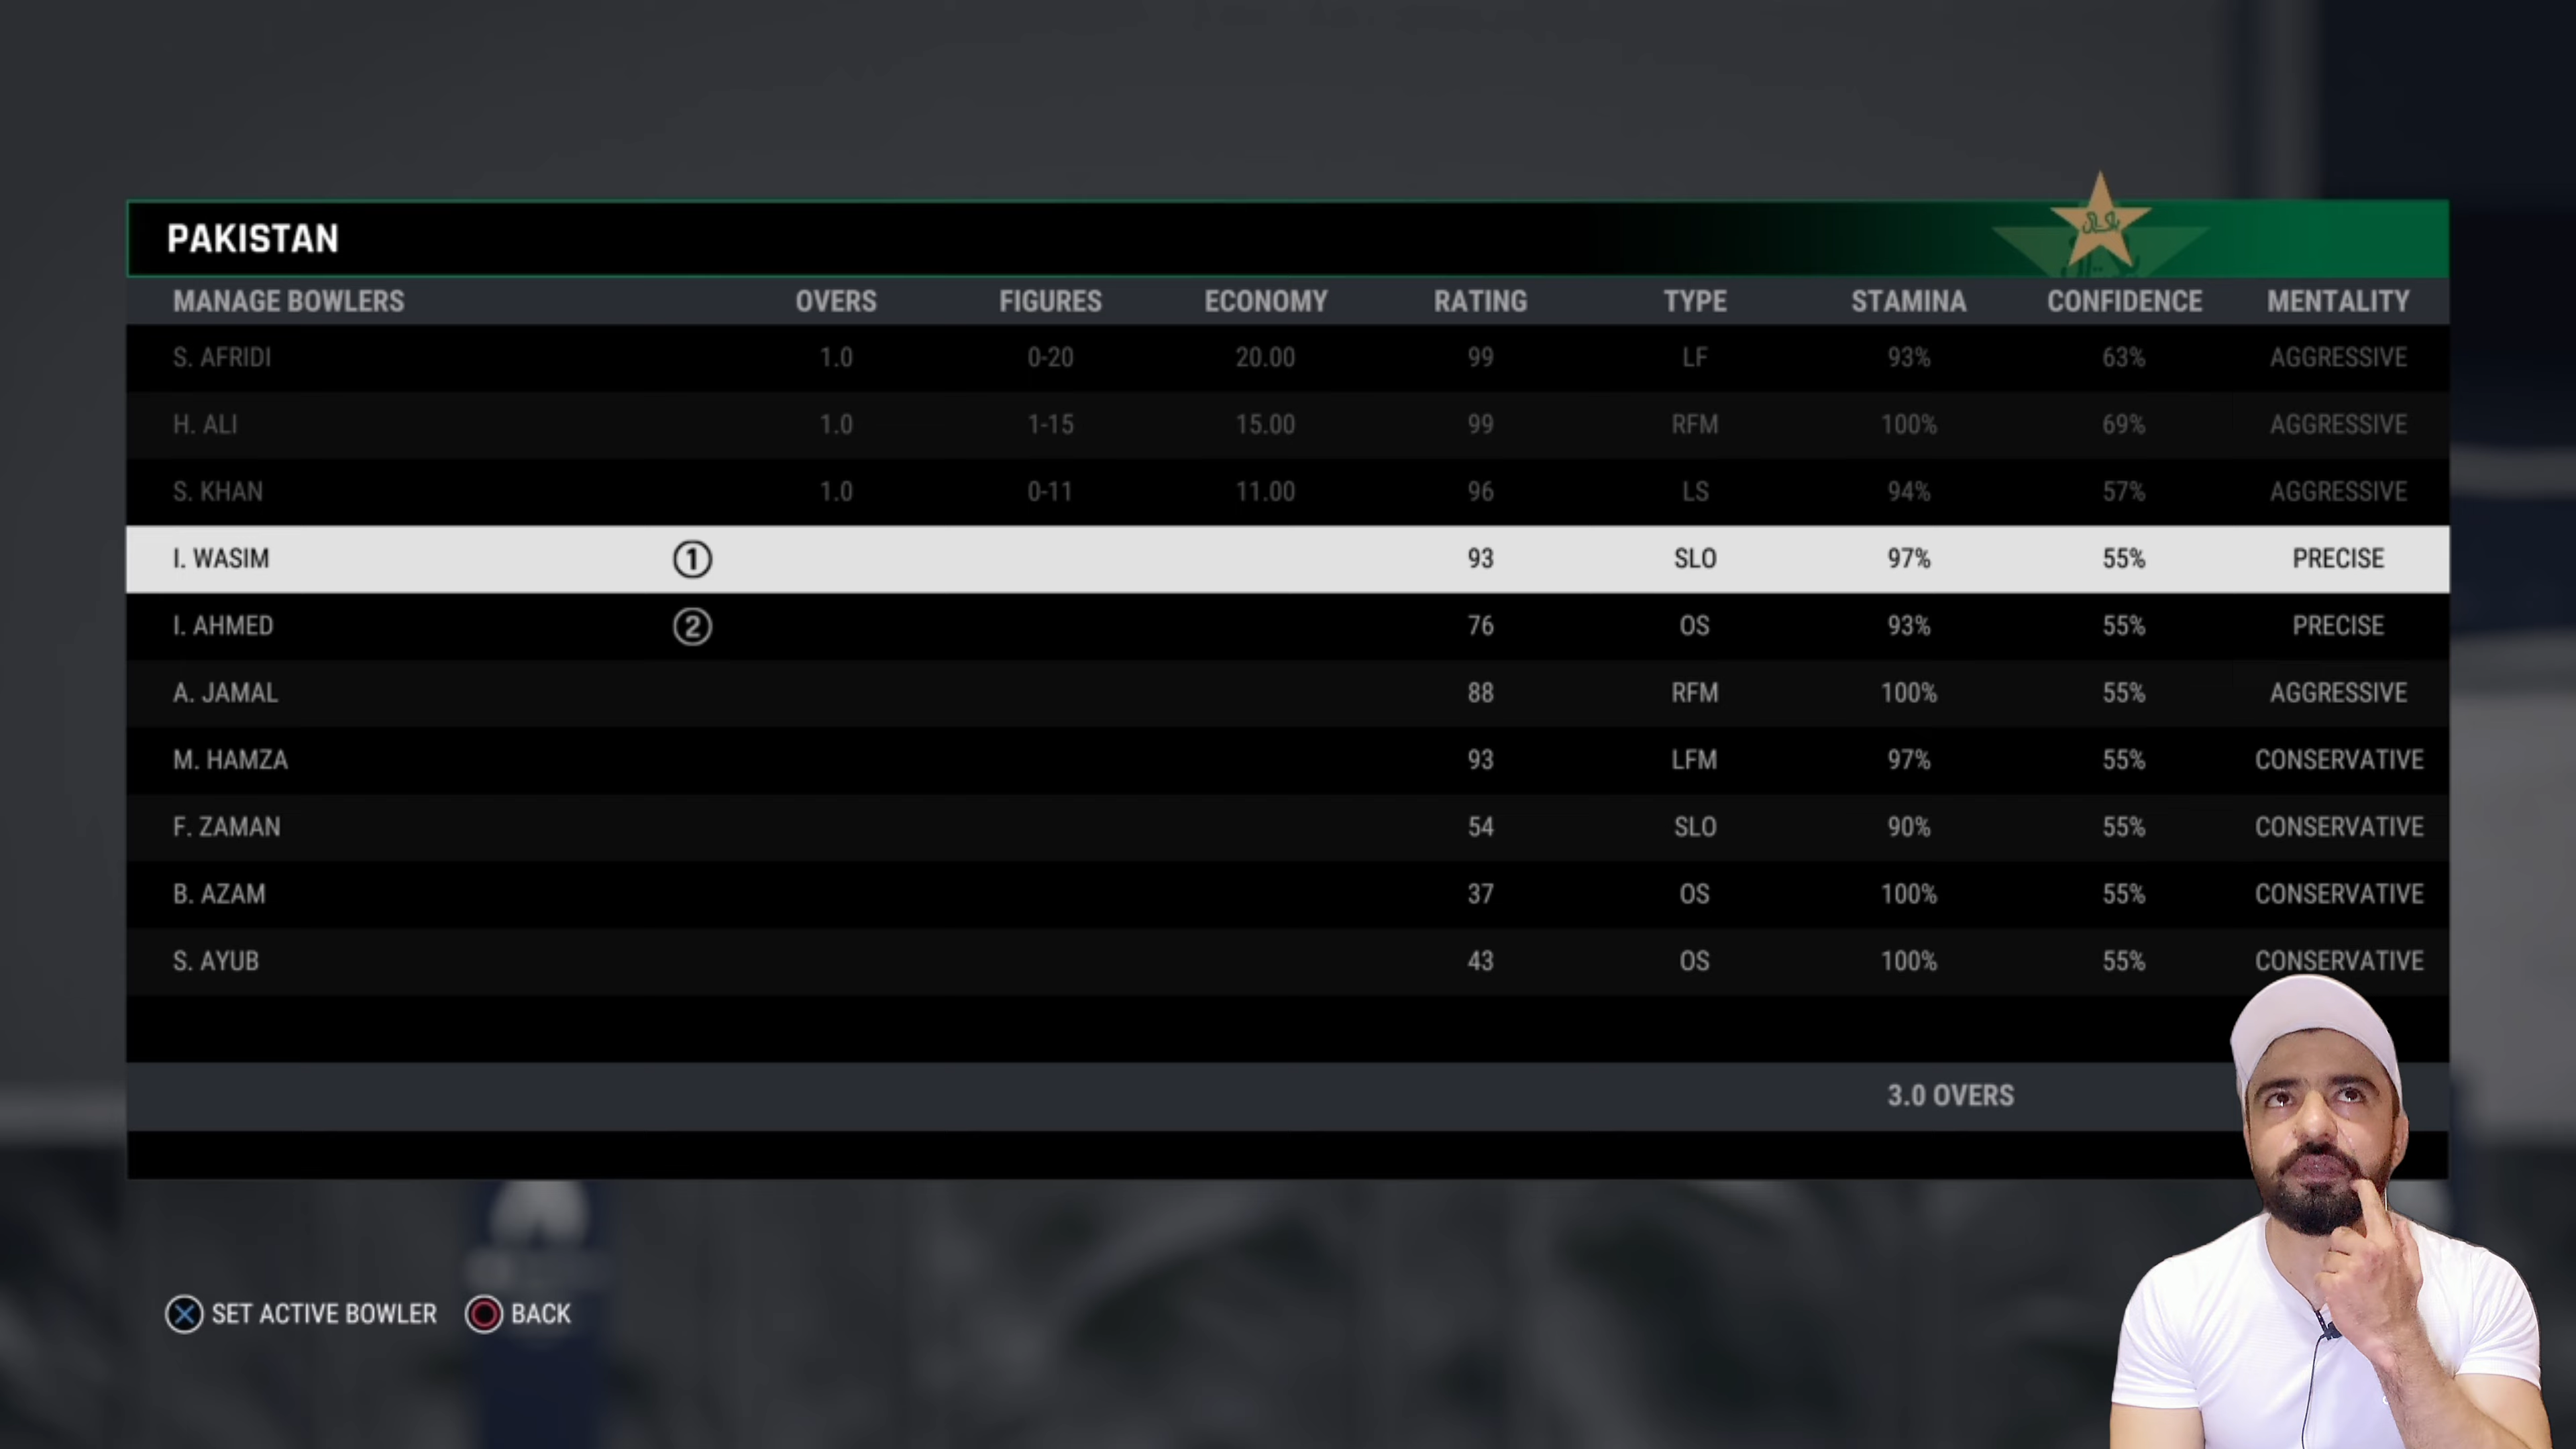 PAKISTAN
MANAGE BOWLERS OVERS FIGURES ECONOMY RATING TYPE STAMINA CONFIDENCE MENTALITY
S. AFRIDI 1.0 0-20 20.00 99 LF 93% 63% AGGRESSIVE
H. ALI 1.0 1-15 15.00 99 RFM 100% 69% AGGRESSIVE
S. KHAN 1.0 0-11 11.00 96 LS 94% 57% AGGRESSIVE
I. WASIM 1 93 SLO 97% 55% PRECISE
I. AHMED 2 76 OS 93% 55% PRECISE
A. JAMAL 88 RFM 100% 55% AGGRESSIVE
M. HAMZA 93 LFM 97% 55% CONSERVATIVE
F. ZAMAN 54 SLO 90% 55% CONSERVATIVE
B. AZAM 37 OS 100% 55% CONSERVATIVE
S. AYUB 43 OS 100% 55% CONSERVATIVE
3.0 OVERS
SET ACTIVE BOWLER BACK